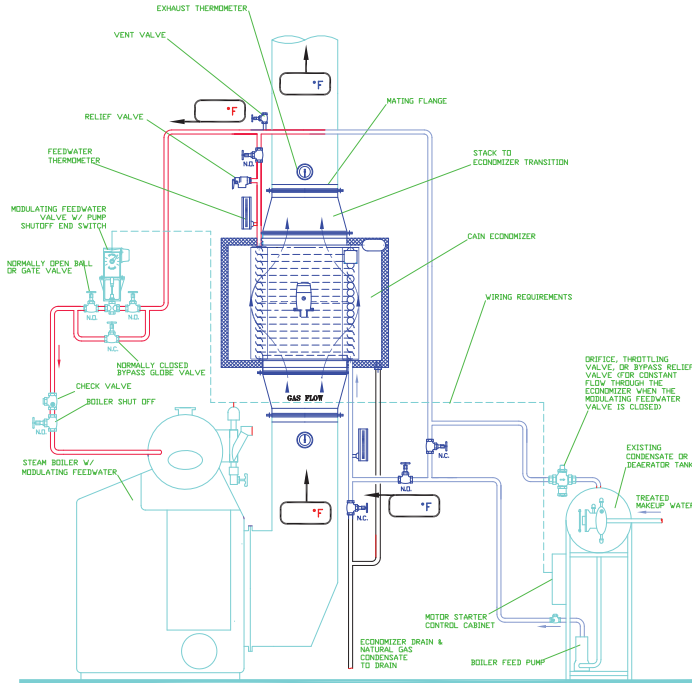 EXHAUST THERMOMETER
VENT VALVE
°F
°F
RELIEF VALVE
MATING FLANGE
FEEDWATER
THERMOMETER
N.O.
STACK TO
ECONOMIZER TRANSITION
MODULATING FEEDWATER
VALVE W/ PUMP
SHUTOFF END SWITCH
CAIN ECONOMIZER
NORMALLY OPEN BALL
OR GATE VALVE
WIRING REQUIREMENTS
N.O.
N.O.
N.C.
NORMALLY CLOSED
BYPASS GLOBE VALVE
ORIFICE, THROTTLING
VALVE, OR BYPASS RELIEF
VALVE (FOR CONSTANT
FLOW THROUGH THE
ECONOMIZER WHEN THE
MODULATING FEEDWATER
VALVE IS CLOSED)
CHECK VALVE
BOILER SHUT OFF
GAS FLOW
N.O.
N.C.
EXISTING
CONDENSATE OR
DEAERATOR TANK
STEAM BOILER W/
MODULATING FEEDWATER
N.O.
TREATED
MAKEUP WATER
°F
N.C.
°F
MOTOR STARTER
CONTROL CABINET
ECONOMIZER DRAIN &
NATURAL GAS
CONDENSATE
TO DRAIN
BOILER FEED PUMP